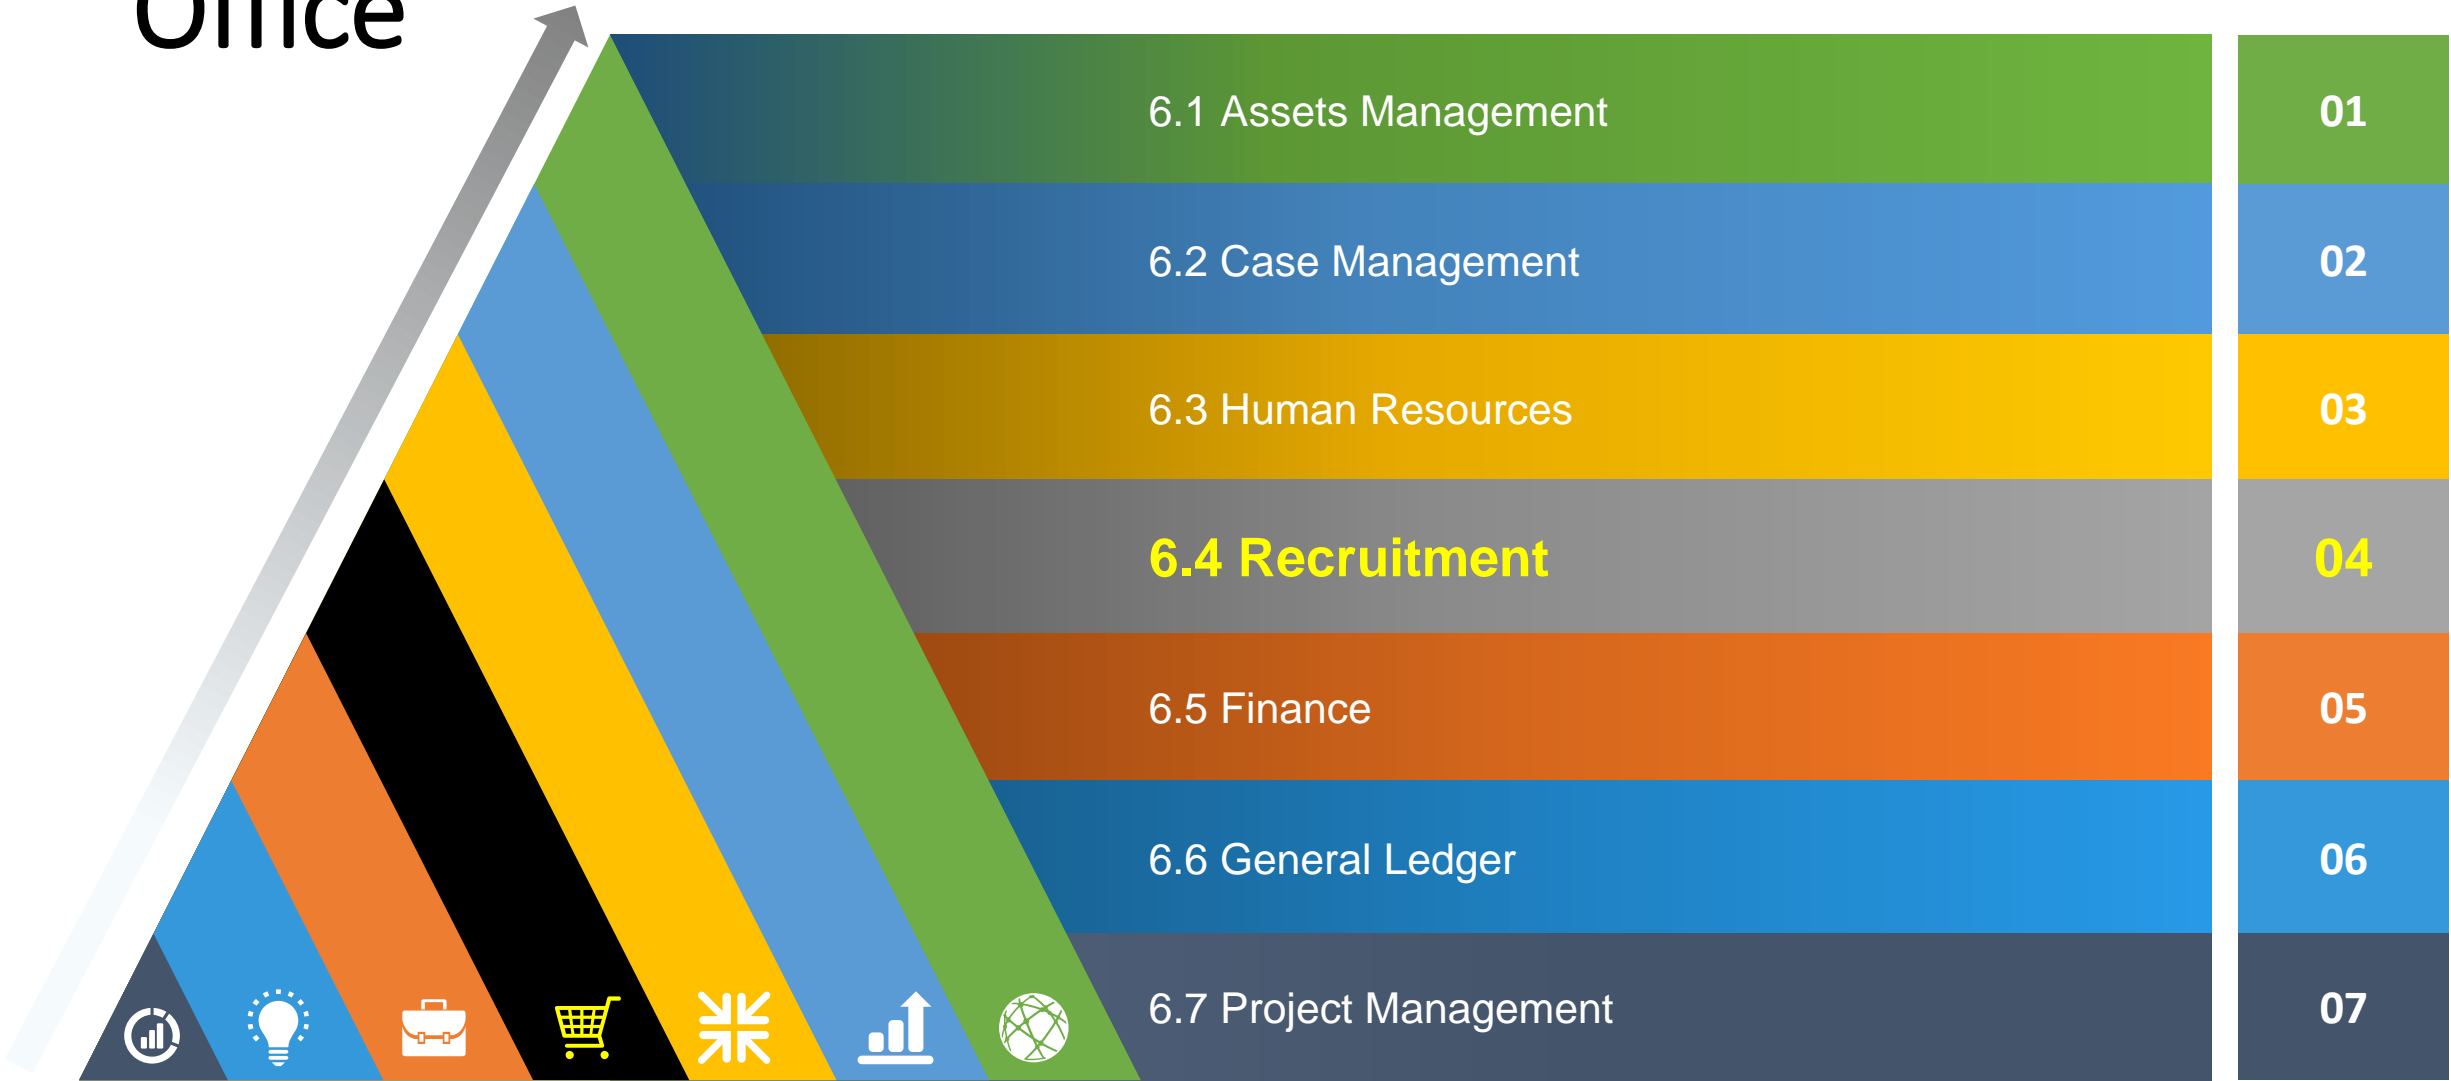 Office
6.1 Assets Management
01
6.2 Case Management
02
6.3 Human Resources
03
6.4 Recruitment
04
6.5 Finance
05
6.6 General Ledger
06
6.7 Project Management
07